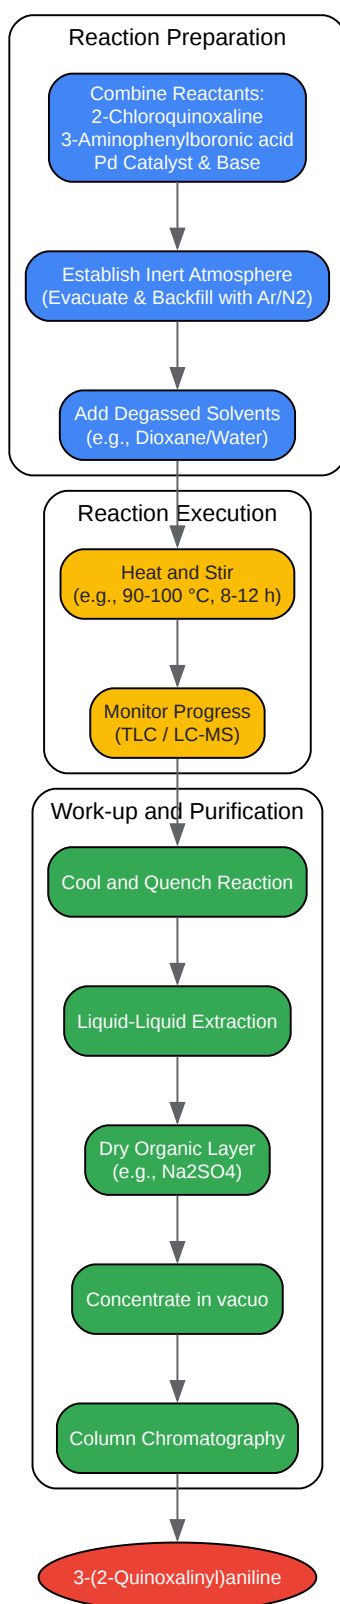 Reaction Preparation
Combine Reactants:
2-Chloroquinoxaline
3-Aminophenylboronic acid
Pd Catalyst & Base
Establish Inert Atmosphere
(Evacuate & Backfill with Ar/N2)
Add Degassed Solvents
(e.g., Dioxane/Water)
Reaction Execution
Heat and Stir
(e.g., 90-100 °C, 8-12 h)
Monitor Progress
(TLC / LC-MS)
Work-up and Purification
Cool and Quench Reaction
Liquid-Liquid Extraction
Dry Organic Layer
(e.g., Na2SO4)
Concentrate in vacuo
Column Chromatography
3-(2-Quinoxalinyl)aniline